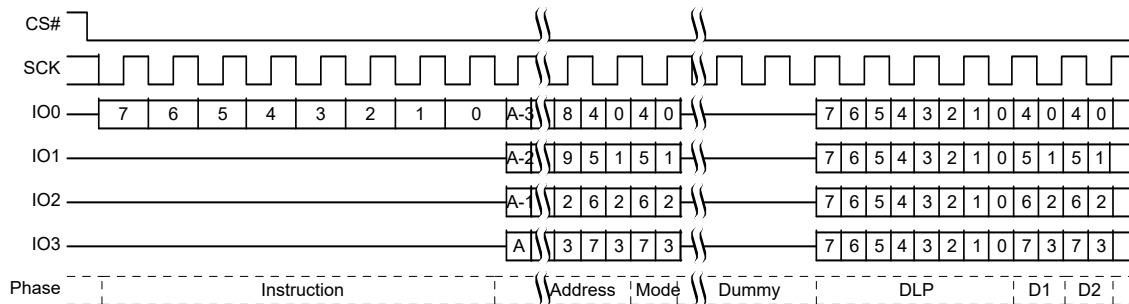 CS#
SCK
IO0 7 6 5 4 3 2 1 0 A-3 8 4 0 4 0 7 6 5 4 3 2 1 0 4 0 4 0
IO1 A-2 9 5 1 5 1 7 6 5 4 3 2 1 0 5 1 5 1
IO2 A-1 2 6 2 6 2 7 6 5 4 3 2 1 0 6 2 6 2
IO3 A 3 7 3 7 3 7 6 5 4 3 2 1 0 7 3 7 3
Phase Instruction Address Mode Dummy DLP D1 D2